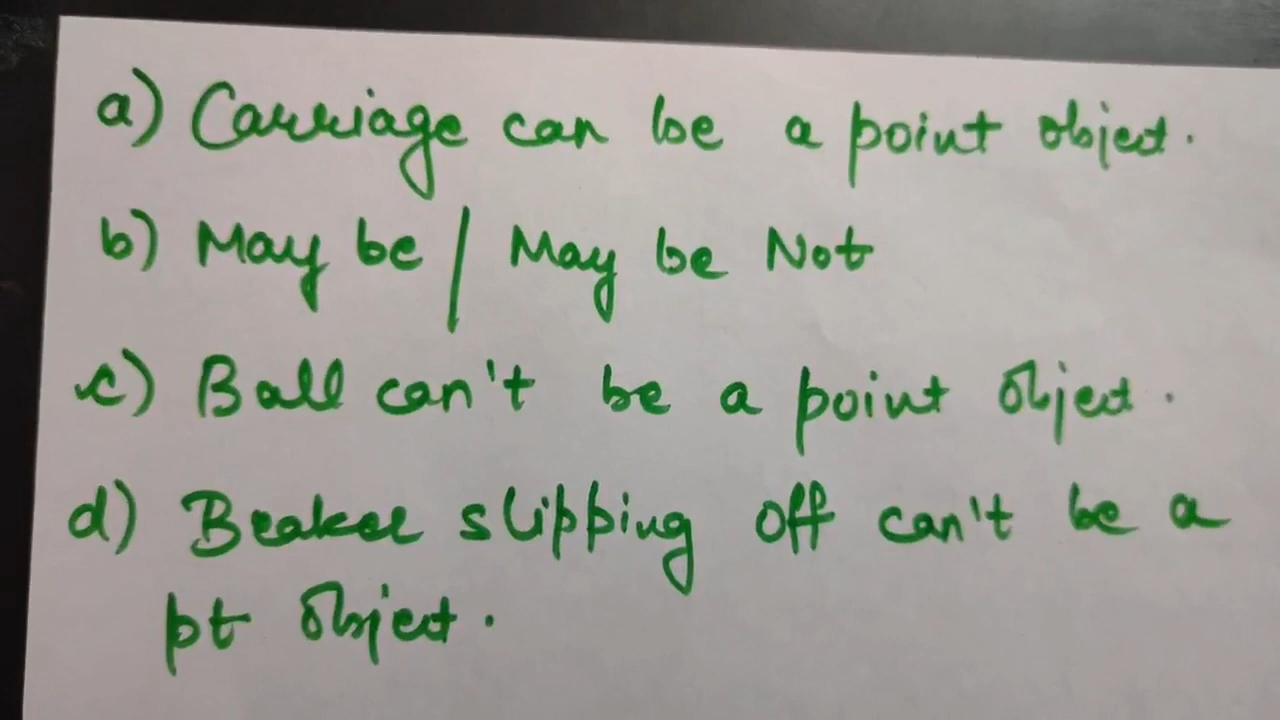 a) Carriage can be a point object.
b) May be / May be Not
c) Ball can't be a point object.
d) Beaker slipping off can't be a
pt object.